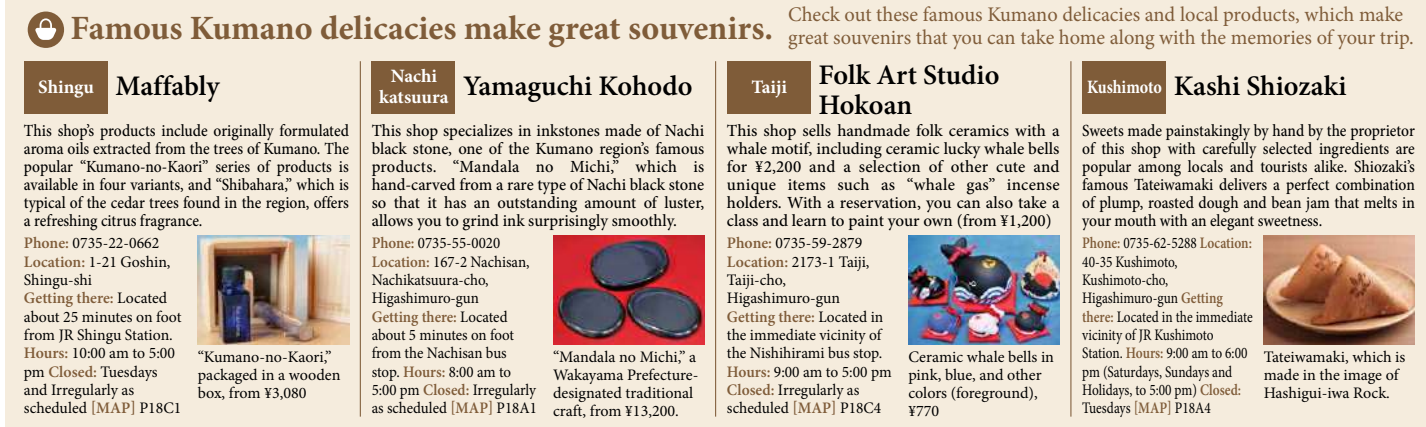 Famous Kumano delicacies make great souvenirs.
Check out these famous Kumano delicacies and local products, which make
great souvenirs that you can take home along with the memories of your trip.
Shingu
Maffably
This shop's products include originally formulated
aroma oils extracted from the trees of Kumano. The
popular “Kumano-no-Kaori” series of products is
available in four variants, and “Shibahara,” which is
typical of the cedar trees found in the region, offers
a refreshing citrus fragrance.
Phone: 0735-22-0662
Location: 1-21 Goshin,
Shingu-shi
Getting there: Located
about 25 minutes on foot
from JR Shingu Station.
Hours: 10:00 am to 5:00
pm Closed: Tuesdays
and Irregularly as
scheduled [MAP] P18C1
“Kumano-no-Kaori,”
packaged in a wooden
box, from ¥3,080
Nachi
katsuura
Yamaguchi Kohodo
This shop specializes in inkstones made of Nachi
black stone, one of the Kumano region's famous
products. “Mandala no Michi,” which is
hand-carved from a rare type of Nachi black stone
so that it has an outstanding amount of luster,
allows you to grind ink surprisingly smoothly.
Phone: 0735-55-0020
Location: 167-2 Nachisan,
Nachikatsuura-cho,
Higashimuro-gun
Getting there: Located
about 5 minutes on foot
from the Nachisan bus
stop. Hours: 8:00 am to
5:00 pm Closed: Irregularly
as scheduled [MAP] P18A1
“Mandala no Michi,” a
Wakayama Prefecture-
designated traditional
craft, from ¥13,200.
Taiji
Folk Art Studio
Hokoan
This shop sells handmade folk ceramics with a
whale motif, including ceramic lucky whale bells
for ¥2,200 and a selection of other cute and
unique items such as “whale gas” incense
holders. With a reservation, you can also take a
class and learn to paint your own (from ¥1,200)
Phone: 0735-59-2879
Location: 2173-1 Taiji,
Taiji-cho,
Higashimuro-gun
Getting there: Located in
the immediate vicinity of
the Nishihirami bus stop.
Hours: 9:00 am to 5:00 pm
Closed: Irregularly as
scheduled [MAP] P18C4
Ceramic whale bells in
pink, blue, and other
colors (foreground),
¥770
Kushimoto
Kashi Shiozaki
Sweets made painstakingly by hand by the proprietor
of this shop with carefully selected ingredients are
popular among locals and tourists alike. Shiozaki's
famous Tateiwamaki delivers a perfect combination
of plump, roasted dough and bean jam that melts in
your mouth with an elegant sweetness.
Phone: 0735-62-5288 Location:
40-35 Kushimoto,
Kushimoto-cho,
Higashimuro-gun Getting
there: Located in the immediate
vicinity of JR Kushimoto
Station. Hours: 9:00 am to 6:00
pm (Saturdays, Sundays and
Holidays, to 5:00 pm) Closed:
Tuesdays [MAP] P18A4
Tateiwamaki, which is
made in the image of
Hashigui-iwa Rock.